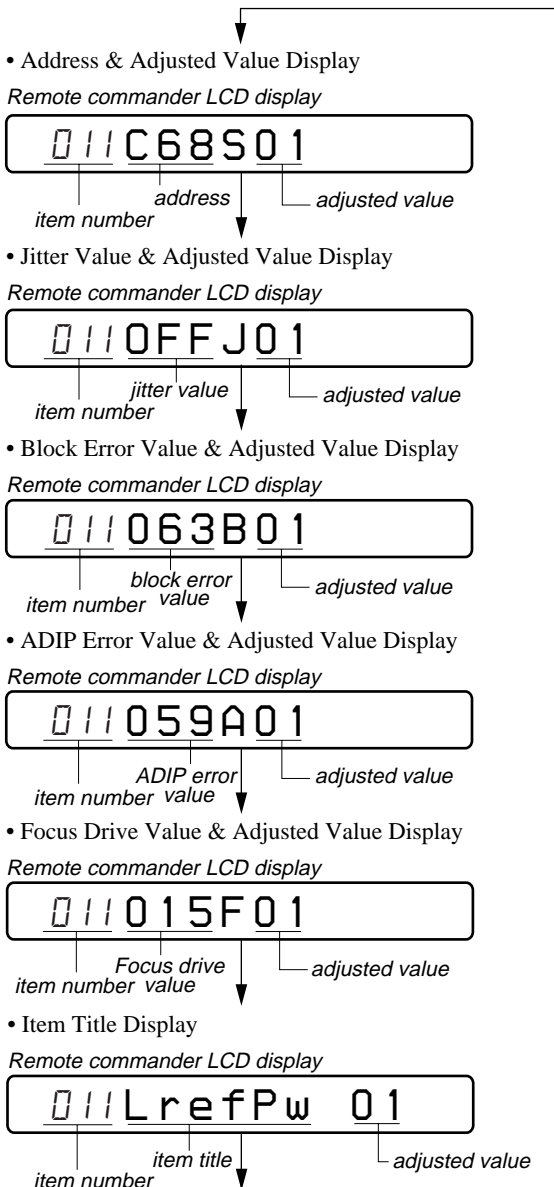 • Address & Adjusted Value Display
Remote commander LCD display
011 C68S01
item number address adjusted value
• Jitter Value & Adjusted Value Display
Remote commander LCD display
011 OFFJ01
item number jitter value adjusted value
• Block Error Value & Adjusted Value Display
Remote commander LCD display
011 063B01
item number block error value adjusted value
• ADIP Error Value & Adjusted Value Display
Remote commander LCD display
011 059A01
item number ADIP error value adjusted value
• Focus Drive Value & Adjusted Value Display
Remote commander LCD display
011 015F01
item number Focus drive value adjusted value
• Item Title Display
Remote commander LCD display
011 LrefPw 01
item number item title adjusted value